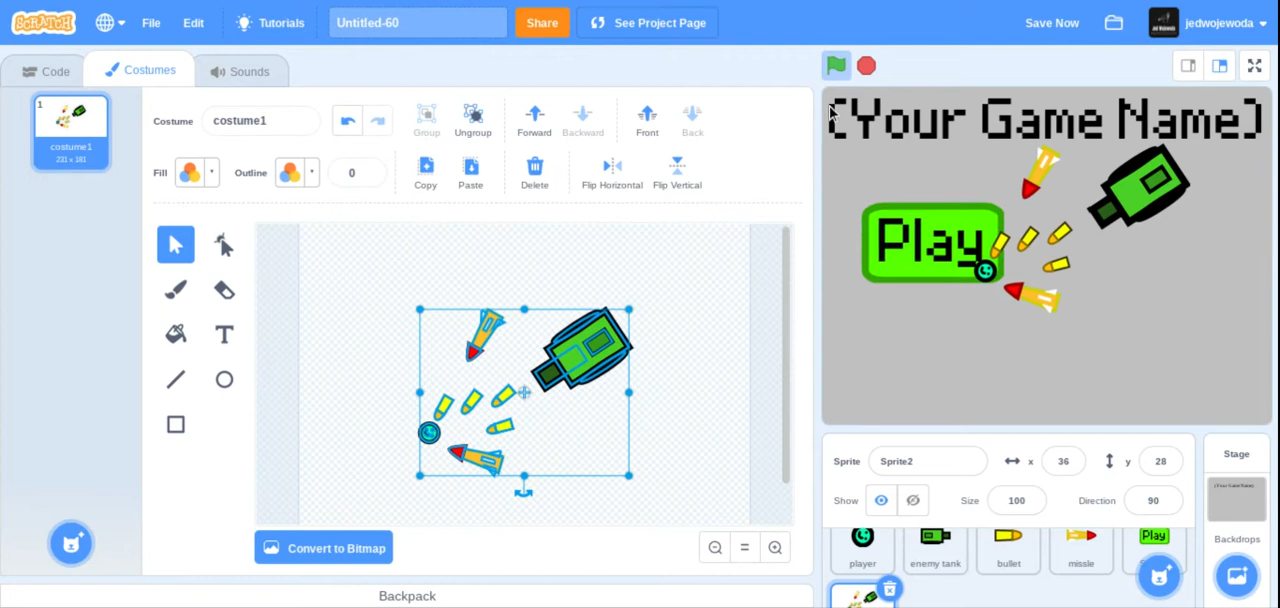 SCRATCH File Edit Tutorials Untitled-60 Share See Project Page Save Now jedwojewoda
Code Costumes Sounds
1
costume1
231 x 181
Costume costume1 Group Ungroup Forward Backward Front Back
Fill Outline 0 Copy Paste Delete Flip Horizontal Flip Vertical
T
Convert to Bitmap
Backpack
(Your Game Name)
Play
Sprite Sprite2 x 36 y 28
Show Size 100 Direction 90
player enemy tank bullet missle Play
Stage
Backdrops